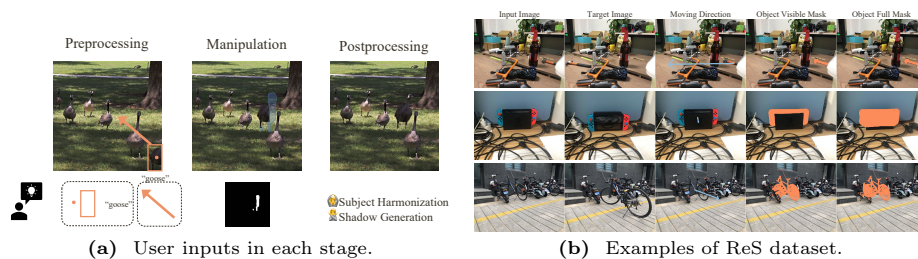 Preprocessing
Manipulation
Postprocessing
"goose"
"goose"
Subject Harmonization
Shadow Generation
(a) User inputs in each stage.
Input Image
Target Image
Moving Direction
Object Visible Mask
Object Full Mask
(b) Examples of ReS dataset.